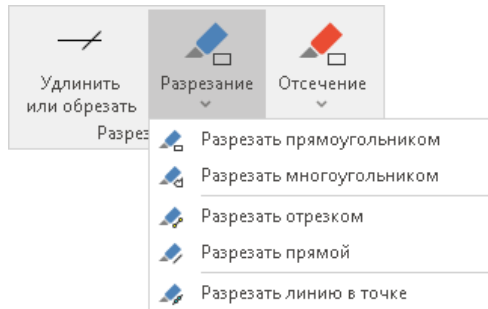 Удлинить
или обрезать
Разрезание
Отсечение
Разрез
Разрезать прямоугольником
Разрезать многоугольником
Разрезать отрезком
Разрезать прямой
Разрезать линию в точке